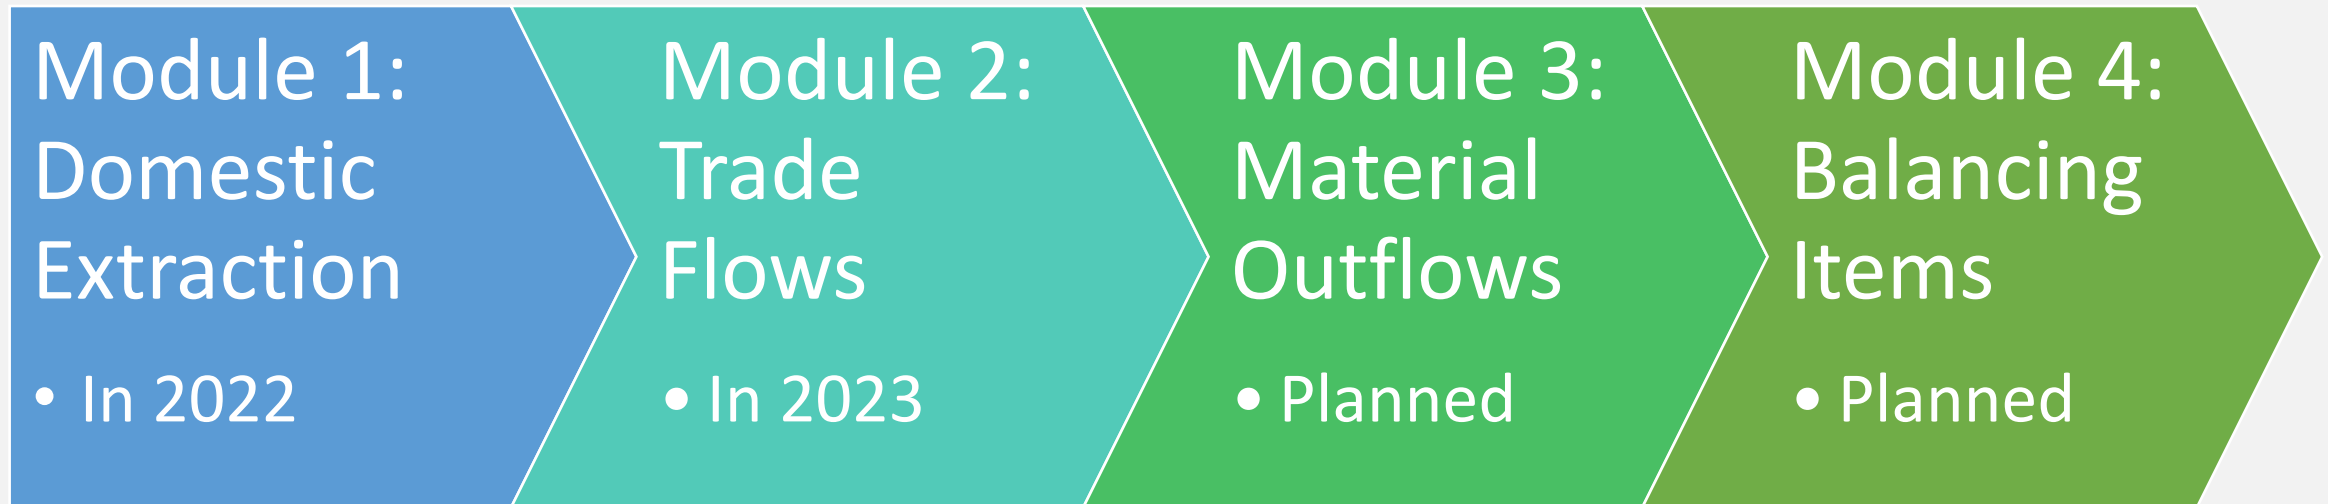 Module 1:
Domestic
Extraction
• In 2022
Module 2:
Trade
Flows
• In 2023
Module 3:
Material
Outflows
• Planned
Module 4:
Balancing
Items
• Planned